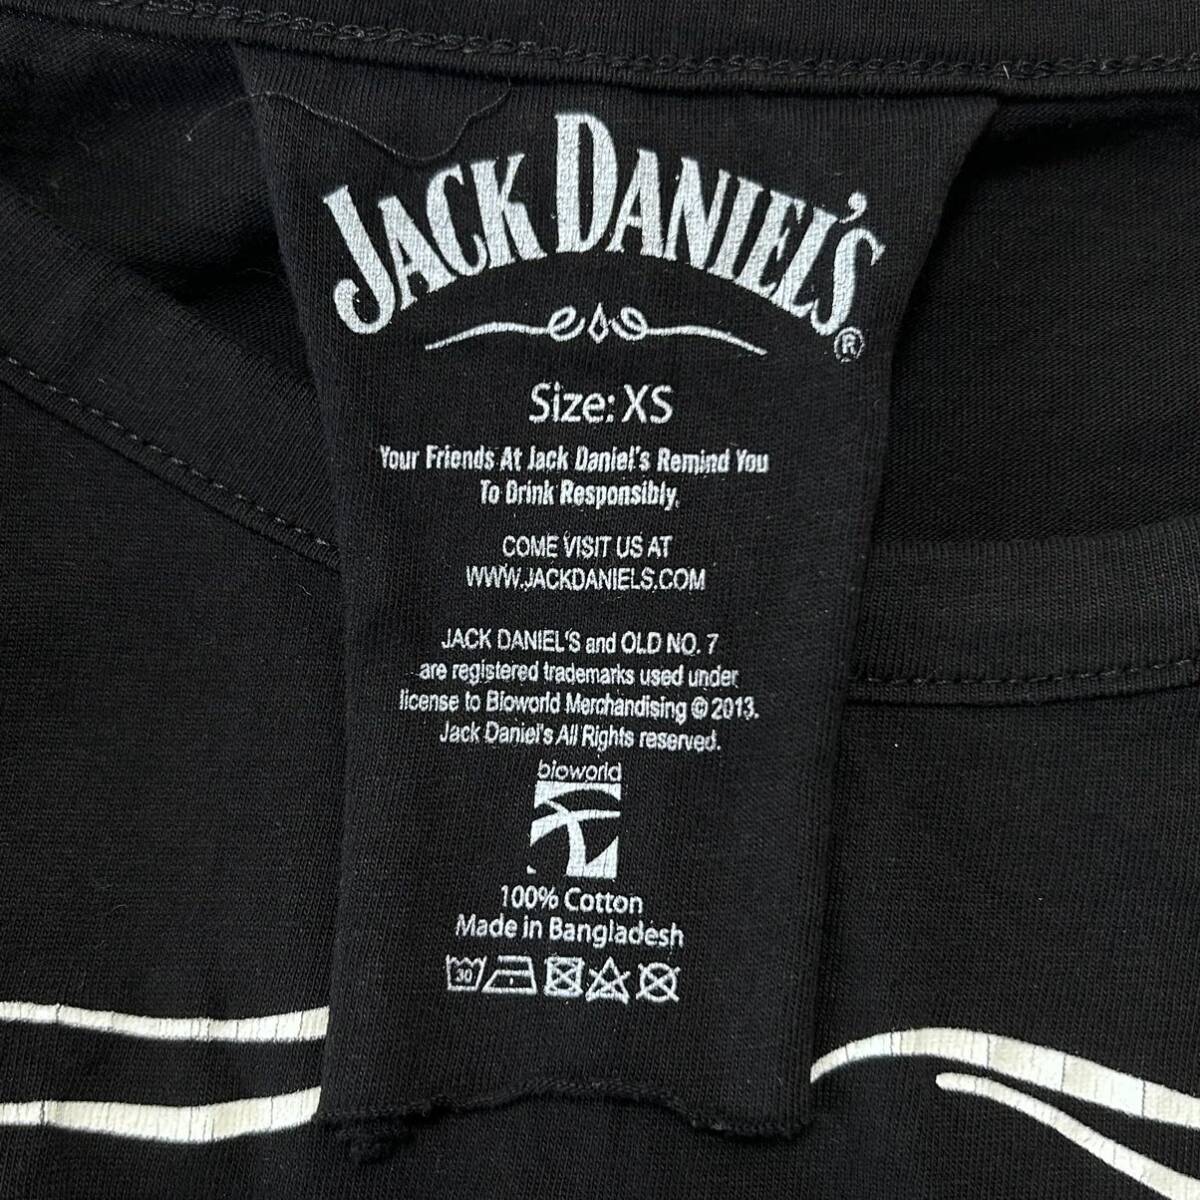 JACK DANIEL'S®
Size: XS
Your Friends At Jack Daniel's Remind You
To Drink Responsibly.
COME VISIT US AT
WWW.JACKDANIELS.COM
JACK DANIEL'S and OLD NO. 7
are registered trademarks used under
license to Bioworld Merchandising © 2013.
Jack Daniel's All Rights reserved.
bioworld
100% Cotton
Made in Bangladesh
30